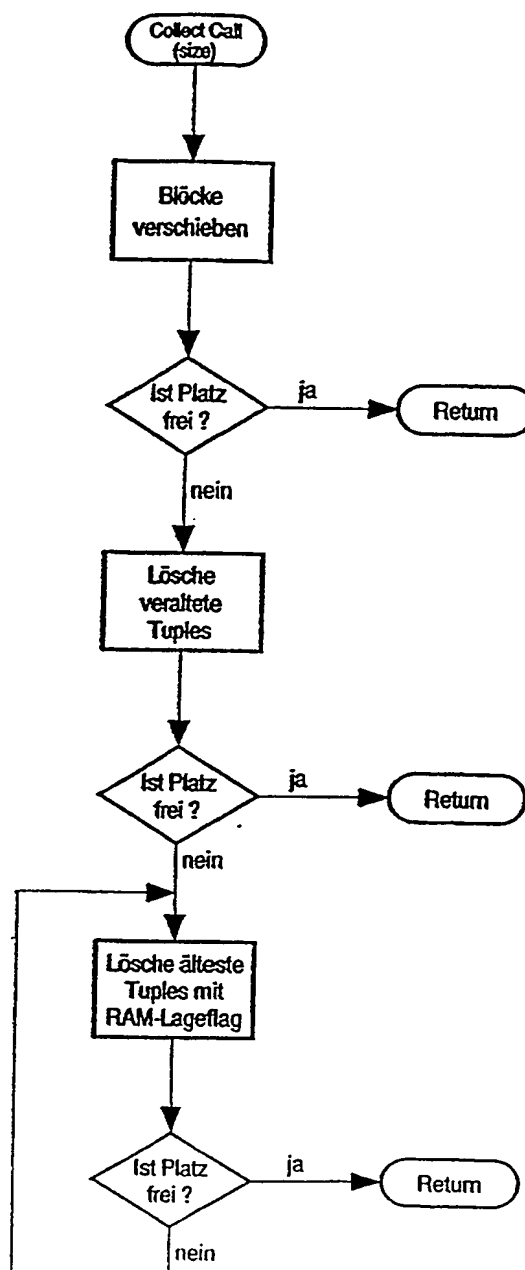 Collect Call
(size)
Blöcke
verschieben
Ist Platz
frei ?
ja
Return
nein
Lösche
veraltete
Tuples
Ist Platz
frei ?
ja
Return
nein
Lösche älteste
Tuples mit
RAM-Lageflag
Ist Platz
frei ?
ja
Return
nein